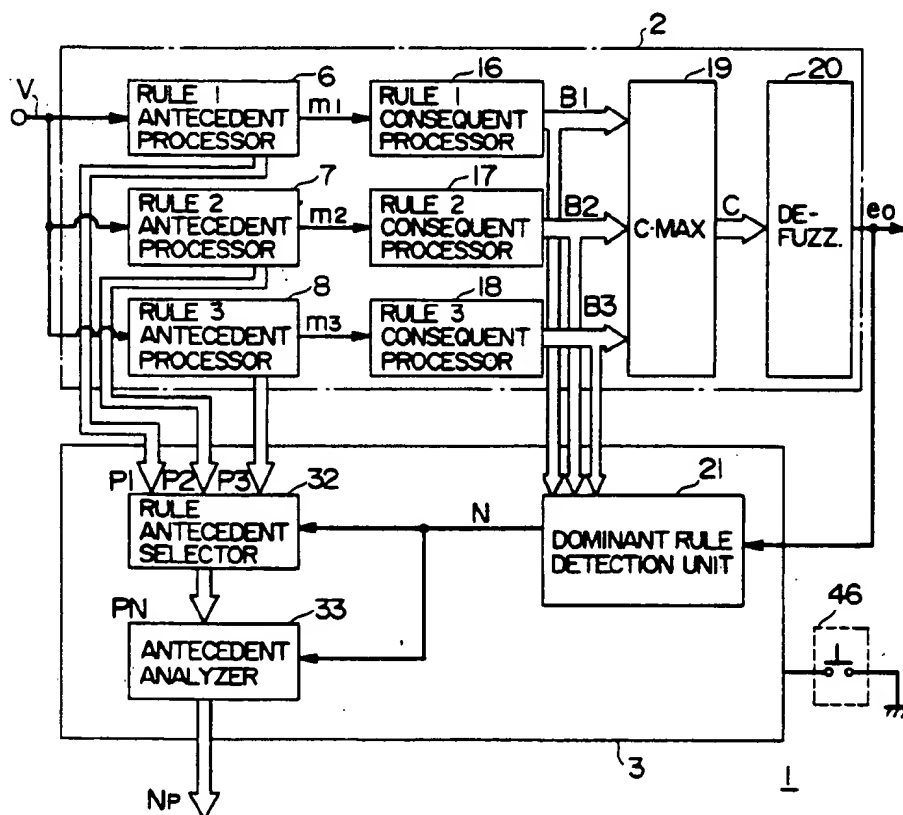 2
V
6
16
19
20
RULE 1
ANTECEDENT
PROCESSOR
m1
RULE 1
CONSEQUENT
PROCESSOR
B1
7
17
RULE 2
ANTECEDENT
PROCESSOR
m2
RULE 2
CONSEQUENT
PROCESSOR
B2
C-MAX
C
DE-
FUZZ.
eo
8
18
RULE 3
ANTECEDENT
PROCESSOR
m3
RULE 3
CONSEQUENT
PROCESSOR
B3
P1
P2
P3
32
21
RULE
ANTECEDENT
SELECTOR
N
DOMINANT RULE
DETECTION UNIT
PN
33
46
ANTECEDENT
ANALYZER
3
1
NP